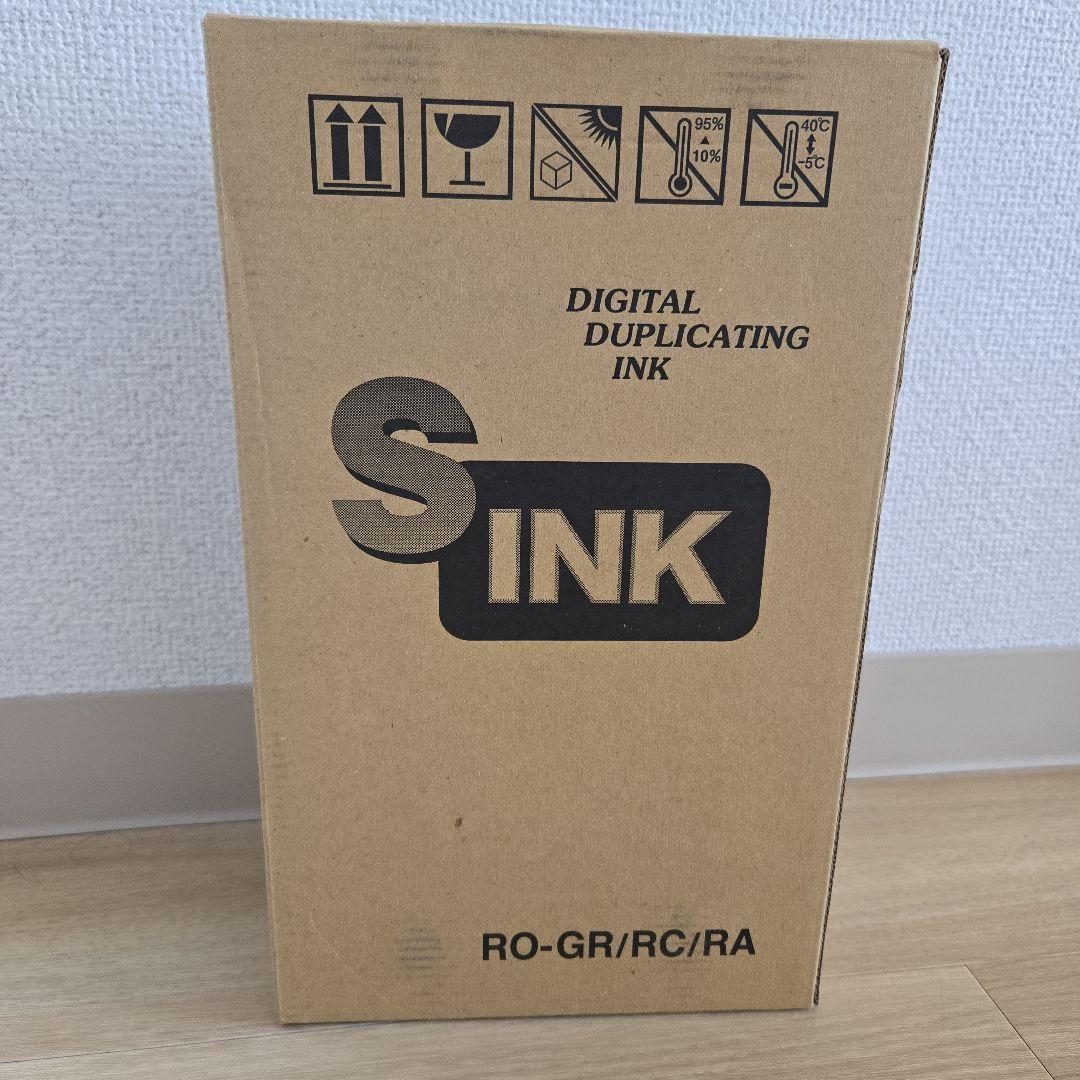 95%
10%
40℃
-5℃
DIGITAL
DUPLICATING
INK
S INK
RO-GR/RC/RA